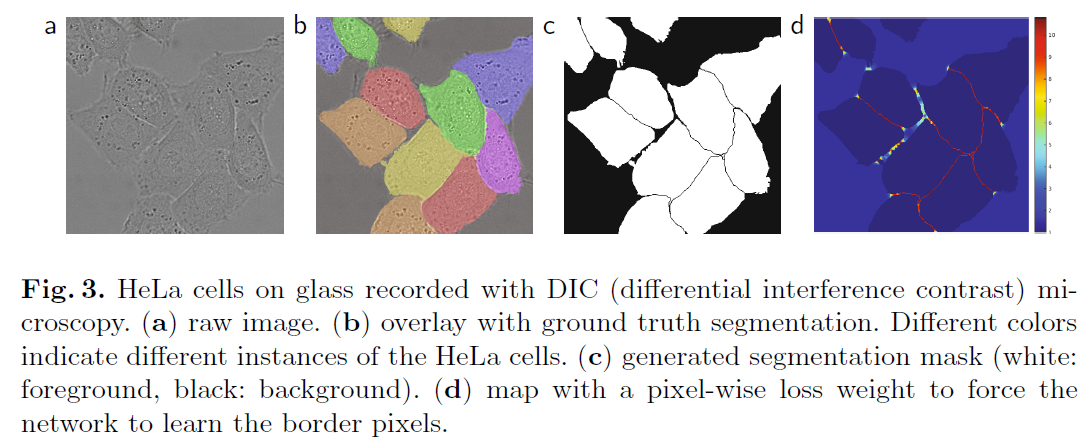 a b c d
10
9
8
7
6
5
4
3
2
1
Fig. 3. HeLa cells on glass recorded with DIC (differential interference contrast) mi-
croscopy. (a) raw image. (b) overlay with ground truth segmentation. Different colors
indicate different instances of the HeLa cells. (c) generated segmentation mask (white:
foreground, black: background). (d) map with a pixel-wise loss weight to force the
network to learn the border pixels.